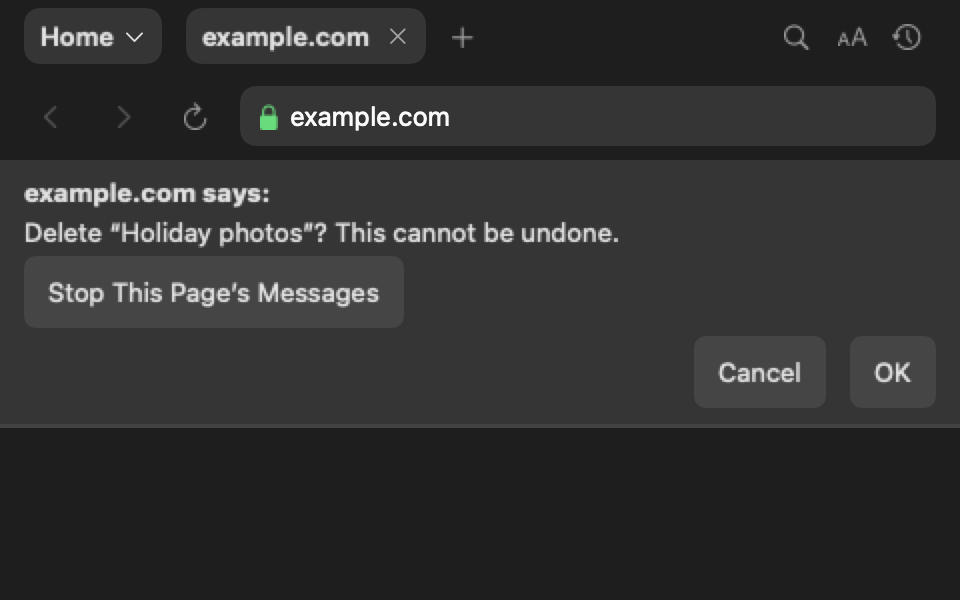 Home
example.com
AA
example.com
example.com says:
Delete “Holiday photos”? This cannot be undone.
Stop This Page’s Messages
Cancel
OK